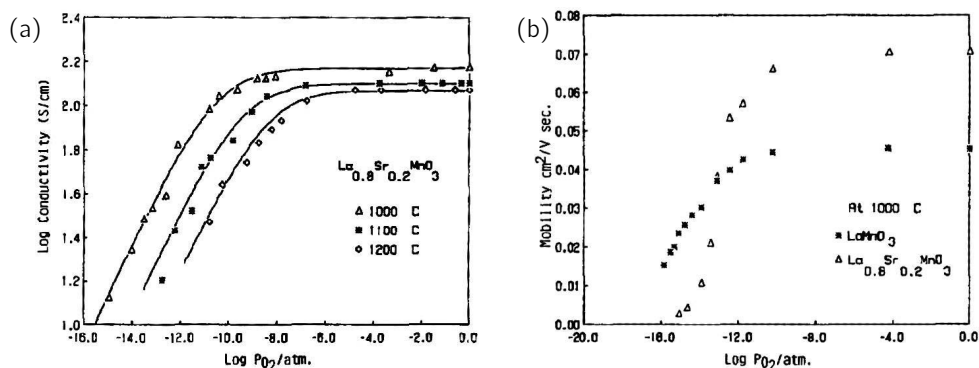 (a)
Log Conductivity (S/cm)
2.4
2.2
2.0
1.8
1.6
1.4
1.2
1.0
La0.8Sr0.2MnO3
1000 C
1100 C
1200 C
-16.0 -14.0 -12.0 -10.0 -8.0 -6.0 -4.0 -2.0 0.0
Log PO2/atm.
(b)
Mobility cm2/V sec.
0.08
0.07
0.06
0.05
0.04
0.03
0.02
0.01
0.00
At 1000 C
LaMnO3
La0.8Sr0.2MnO3
-20.0 -16.0 -12.0 -8.0 -4.0 -0.0
Log PO2/atm.